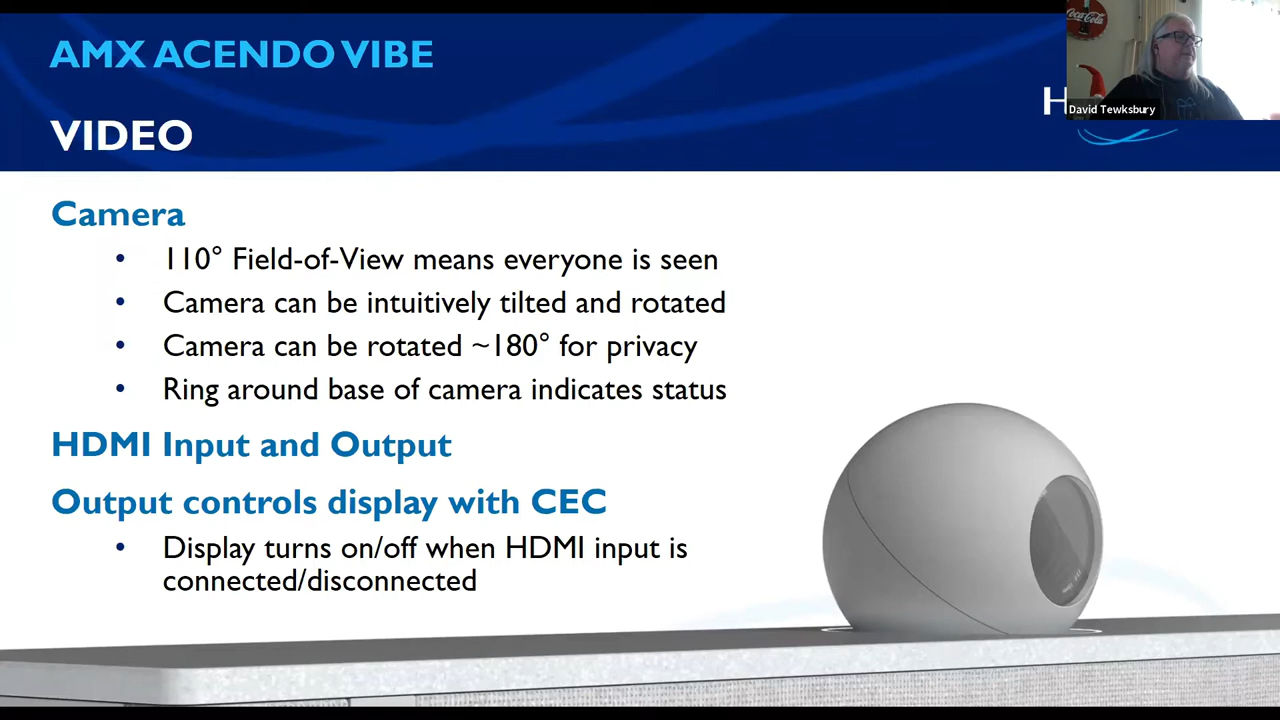 AMX ACENDO VIBE
VIDEO
H
Coca-Cola
David Tewksbury
Camera
• 110° Field-of-View means everyone is seen
• Camera can be intuitively tilted and rotated
• Camera can be rotated ~180° for privacy
• Ring around base of camera indicates status
HDMI Input and Output
Output controls display with CEC
• Display turns on/off when HDMI input is
connected/disconnected